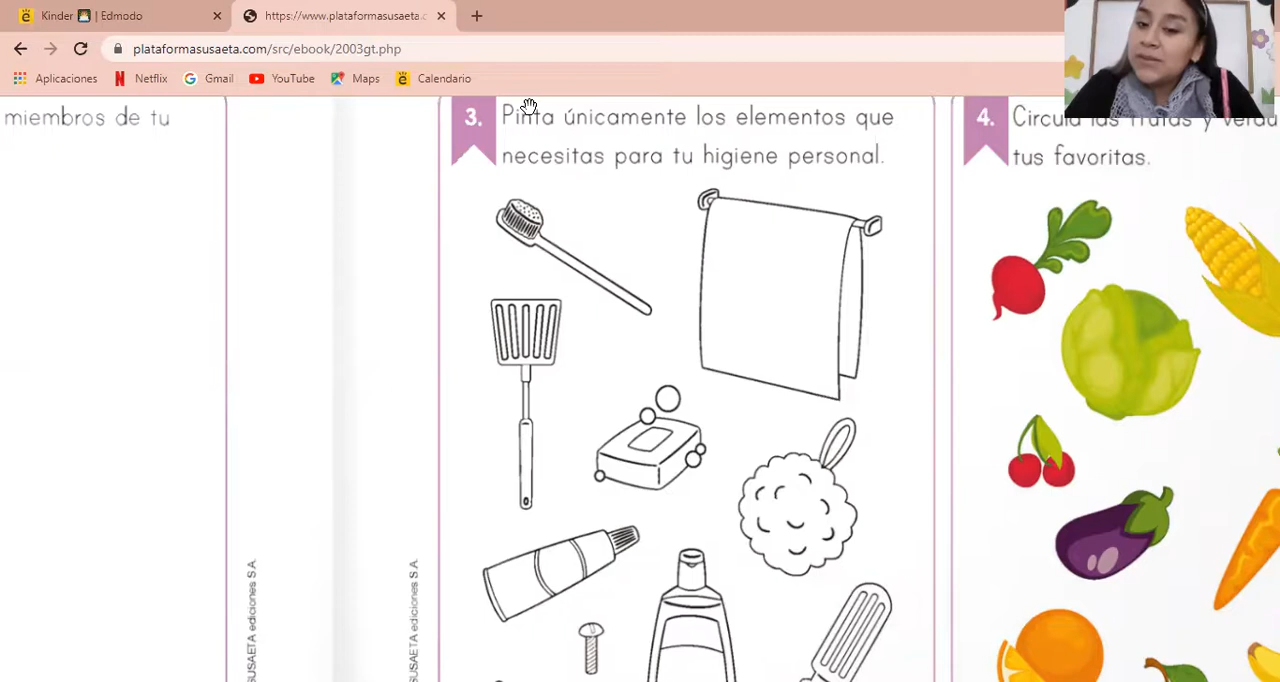 Kinder | Edmodo
https://www.plataformasusaeta.c
plataformasusaeta.com/src/ebook/2003gt.php
Aplicaciones Netflix Gmail YouTube Maps Calendario
miembros de tu
3. Pinta únicamente los elementos que
necesitas para tu higiene personal.
4. Circula las frutas y verdu
tus favoritas.
SUSAETA ediciones S.A.
SUSAETA ediciones S.A.